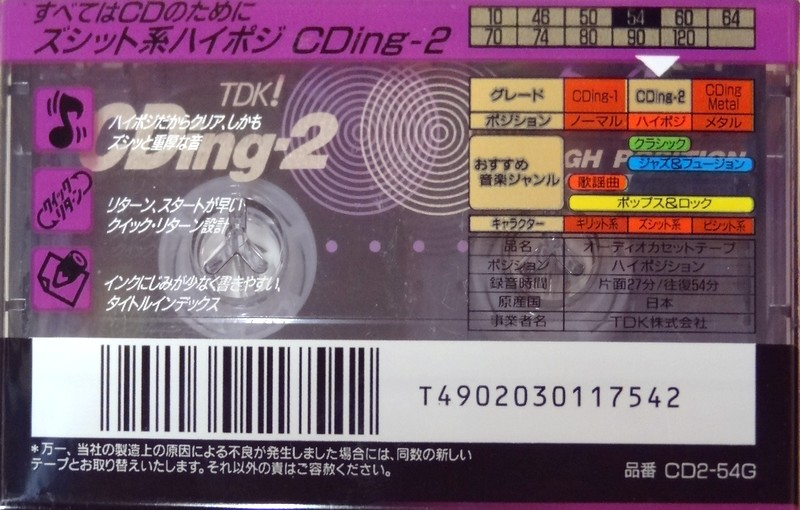 すべてはCDのために
ズシット系ハイポジ CDing-2
10 46 50 54 60 64
70 74 80 90 120
TDK!
CDing-2
HIGH POSITION
ハイポジだからクリア、しかも
ズシッと重厚な音
クイックリターン
リターン、スタートが早い、
クイック・リターン設計
インクにじみが少なく書きやすい、
タイトルインデックス
グレード CDing-1 CDing-2 CDing Metal
ポジション ノーマル ハイポジ メタル
おすすめ
音楽ジャンル
クラシック
ジャズ&フュージョン
歌謡曲
ポップス&ロック
キャラクター キリット系 ズシット系 ビシット系
品名 オーディオカセットテープ
ポジション ハイポジション
録音時間 片面27分/往復54分
原産国 日本
事業者名 TDK株式会社
T4902030117542
*万一、当社の製造上の原因による不良が発生しました場合には、同数の新しい
テープとお取り替えいたします。それ以外の責はご容赦ください。
品番 CD2-54G